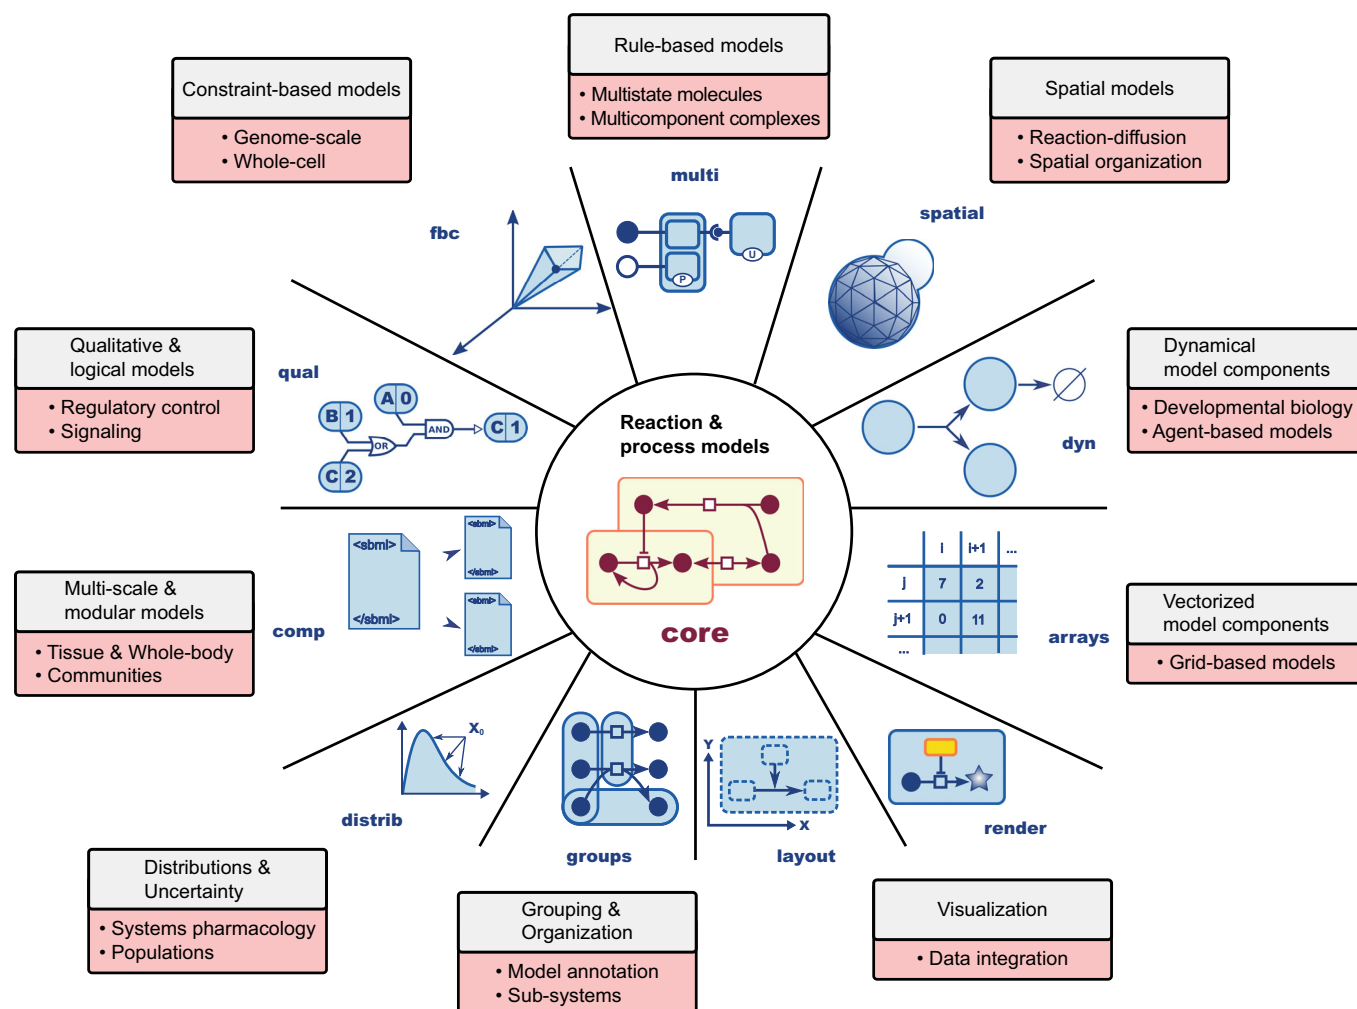 Rule-based models
• Multistate molecules
• Multicomponent complexes
multi
P
U
Constraint-based models
• Genome-scale
• Whole-cell
fbc
Spatial models
• Reaction-diffusion
• Spatial organization
spatial
Qualitative &
logical models
• Regulatory control
• Signaling
qual
B 1
A 0
C 2
OR
AND
C 1
Dynamical
model components
• Developmental biology
• Agent-based models
dyn
Reaction &
process models
core
Multi-scale &
modular models
• Tissue & Whole-body
• Communities
comp
<sbml>
</sbml>
<sbml>
</sbml>
<sbml>
</sbml>
i i+1 ...
j 7 2
j+1 0 11
...
arrays
Vectorized
model components
• Grid-based models
X₀
distrib
Distributions &
Uncertainty
• Systems pharmacology
• Populations
groups
Grouping &
Organization
• Model annotation
• Sub-systems
Y
X
layout
render
Visualization
• Data integration